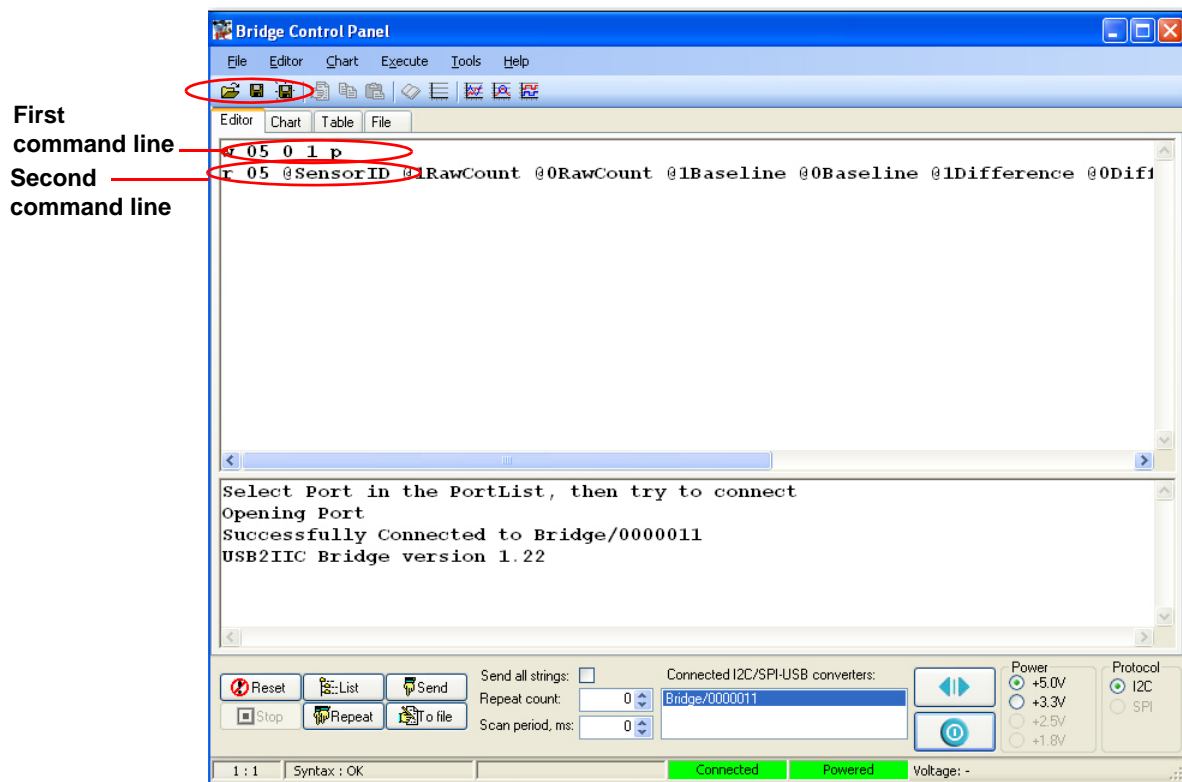 Bridge Control Panel
File Editor Chart Execute Tools Help
Editor Chart Table File
First
command line
Second
command line
w 05 0 1 p
r 05 @SensorID @1RawCount @0RawCount @1Baseline @0Baseline @1Difference @0Diff
Select Port in the PortList, then try to connect
Opening Port
Successfully Connected to Bridge/0000011
USB2IIC Bridge version 1.22
Reset List Send
Stop Repeat To file
Send all strings:
Repeat count: 0
Scan period, ms: 0
Connected I2C/SPI-USB converters:
Bridge/0000011
Power
+5.0V
+3.3V
+2.5V
+1.8V
Protocol
I2C
SPI
1 : 1 Syntax : OK Connected Powered Voltage: -